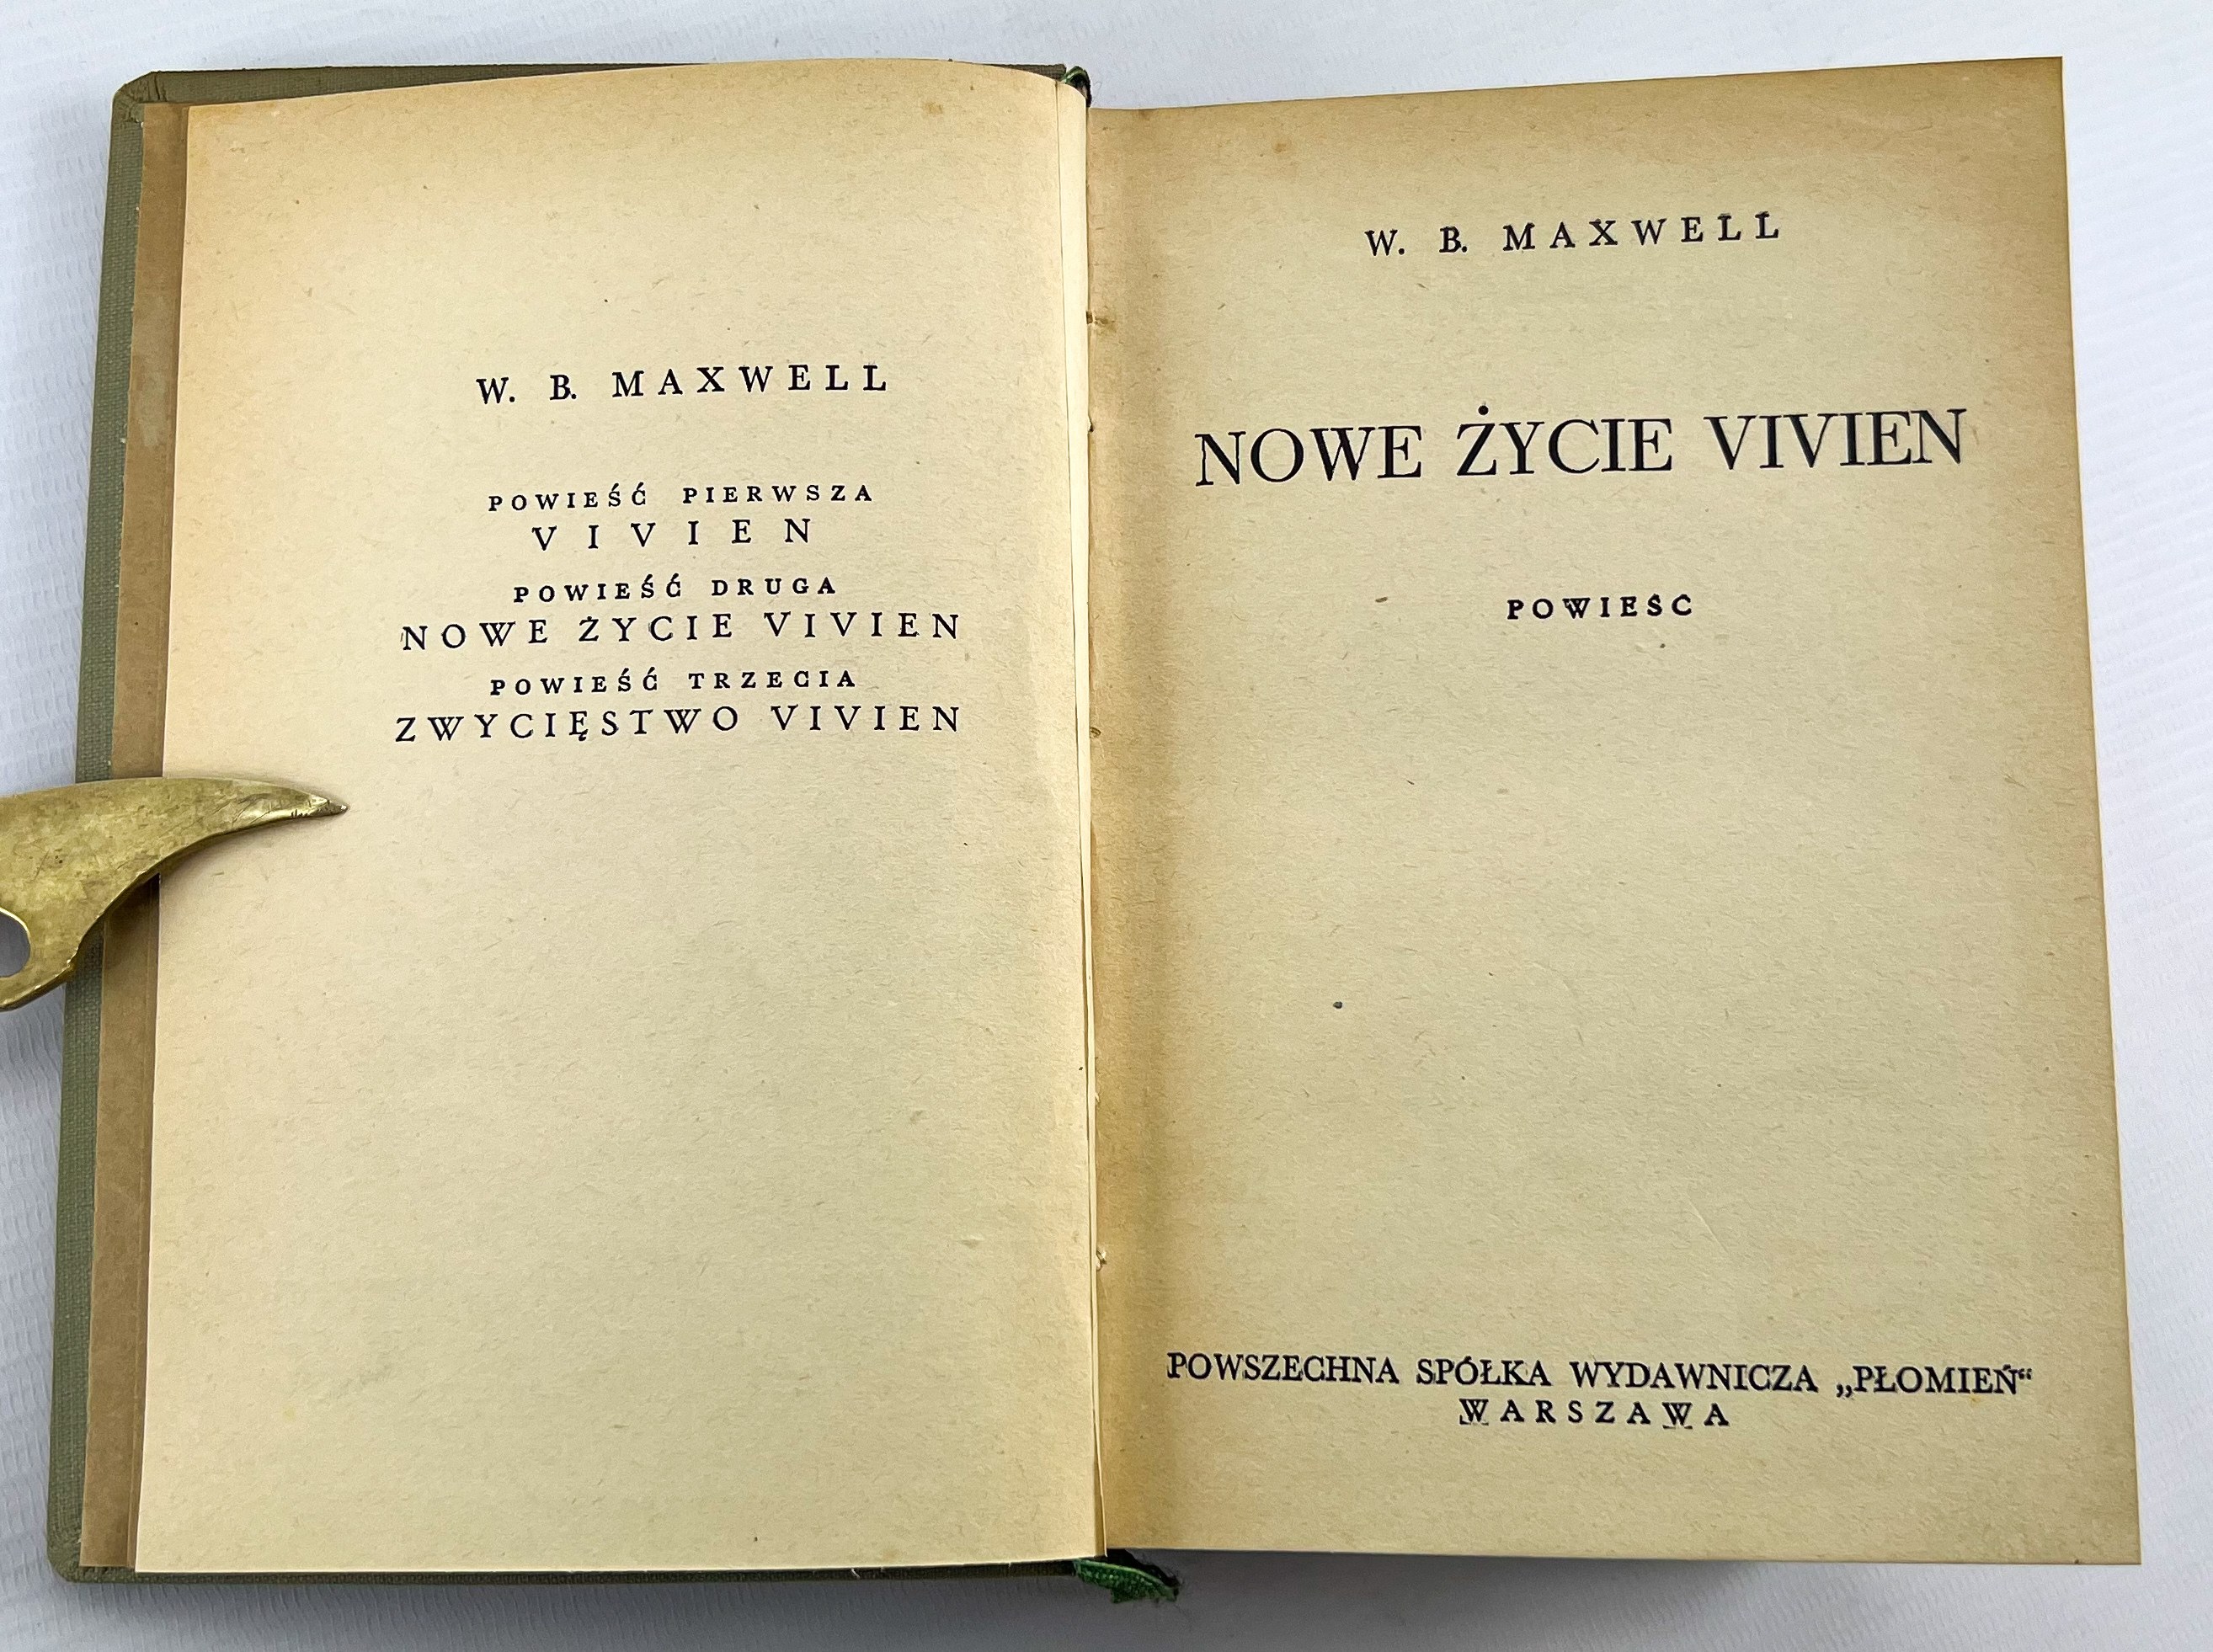 W. B. MAXWELL
POWIEŚĆ PIERWSZA
VIVIEN
POWIEŚĆ DRUGA
NOWE ŻYCIE VIVIEN
POWIEŚĆ TRZECIA
ZWYCIĘSTWO VIVIEN
W. B. MAXWELL
NOWE ŻYCIE VIVIEN
POWIEŚC
POWSZECHNA SPÓŁKA WYDAWNICZA „PŁOMIEŃ“
WARSZAWA